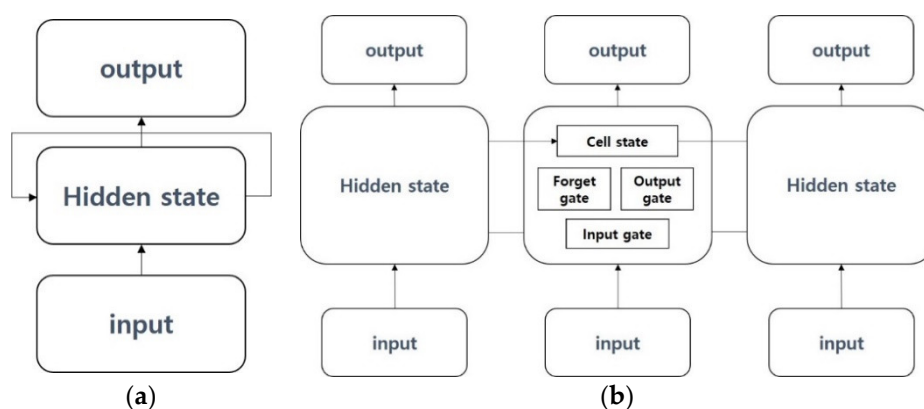 output
Hidden state
input
(a)
output
output
output
Hidden state
Cell state
Forget
gate
Output
gate
Input gate
Hidden state
input
input
input
(b)